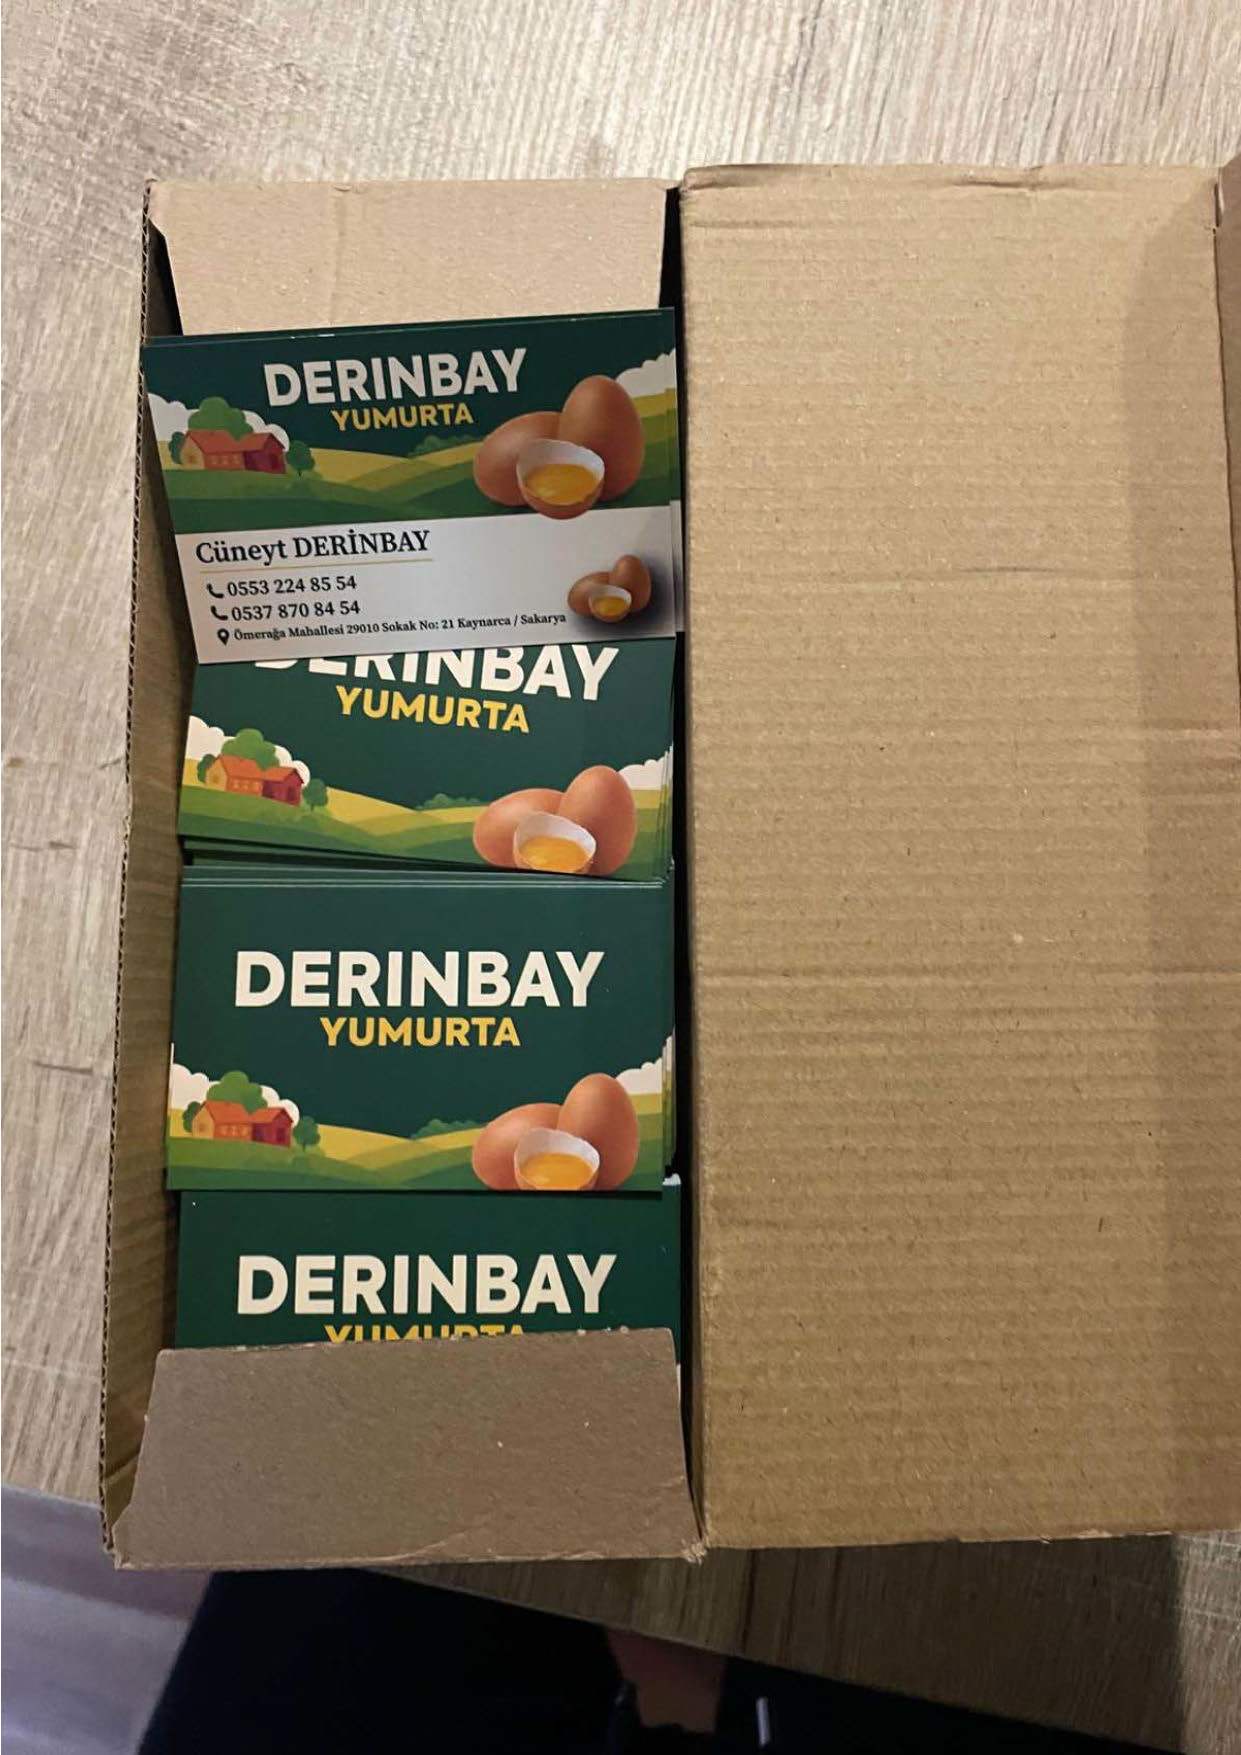 DERINBAY
YUMURTA
Cüneyt DERİNBAY
0553 224 85 54
0537 870 84 54
Ömerağa Mahallesi 29010 Sokak No: 21 Kaynarca / Sakarya
DERINBAY
YUMURTA
DERINBAY
YUMURTA
DERINBAY
YUMURTA